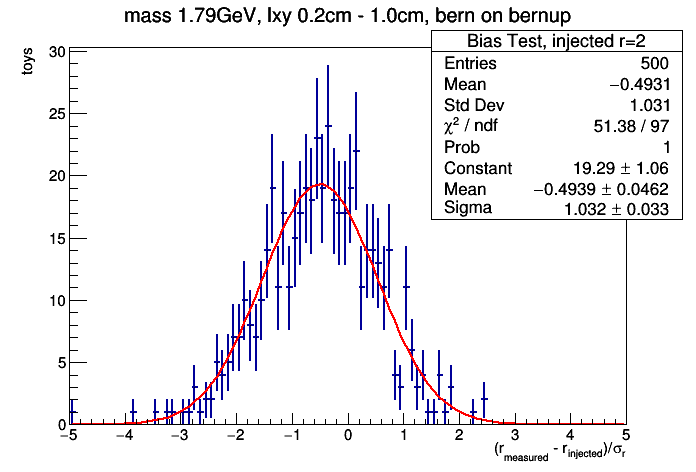 mass 1.79GeV, lxy 0.2cm - 1.0cm, bern on bernup
Bias Test, injected r=2
Entries 500
Mean −0.4931
Std Dev 1.031
χ² / ndf 51.38 / 97
Prob 1
Constant 19.29 ± 1.06
Mean −0.4939 ± 0.0462
Sigma 1.032 ± 0.033
toys
30
25
20
15
10
5
0
−5 −4 −3 −2 −1 0 1 2 3 4 5
(r_measured - r_injected)/σ_r